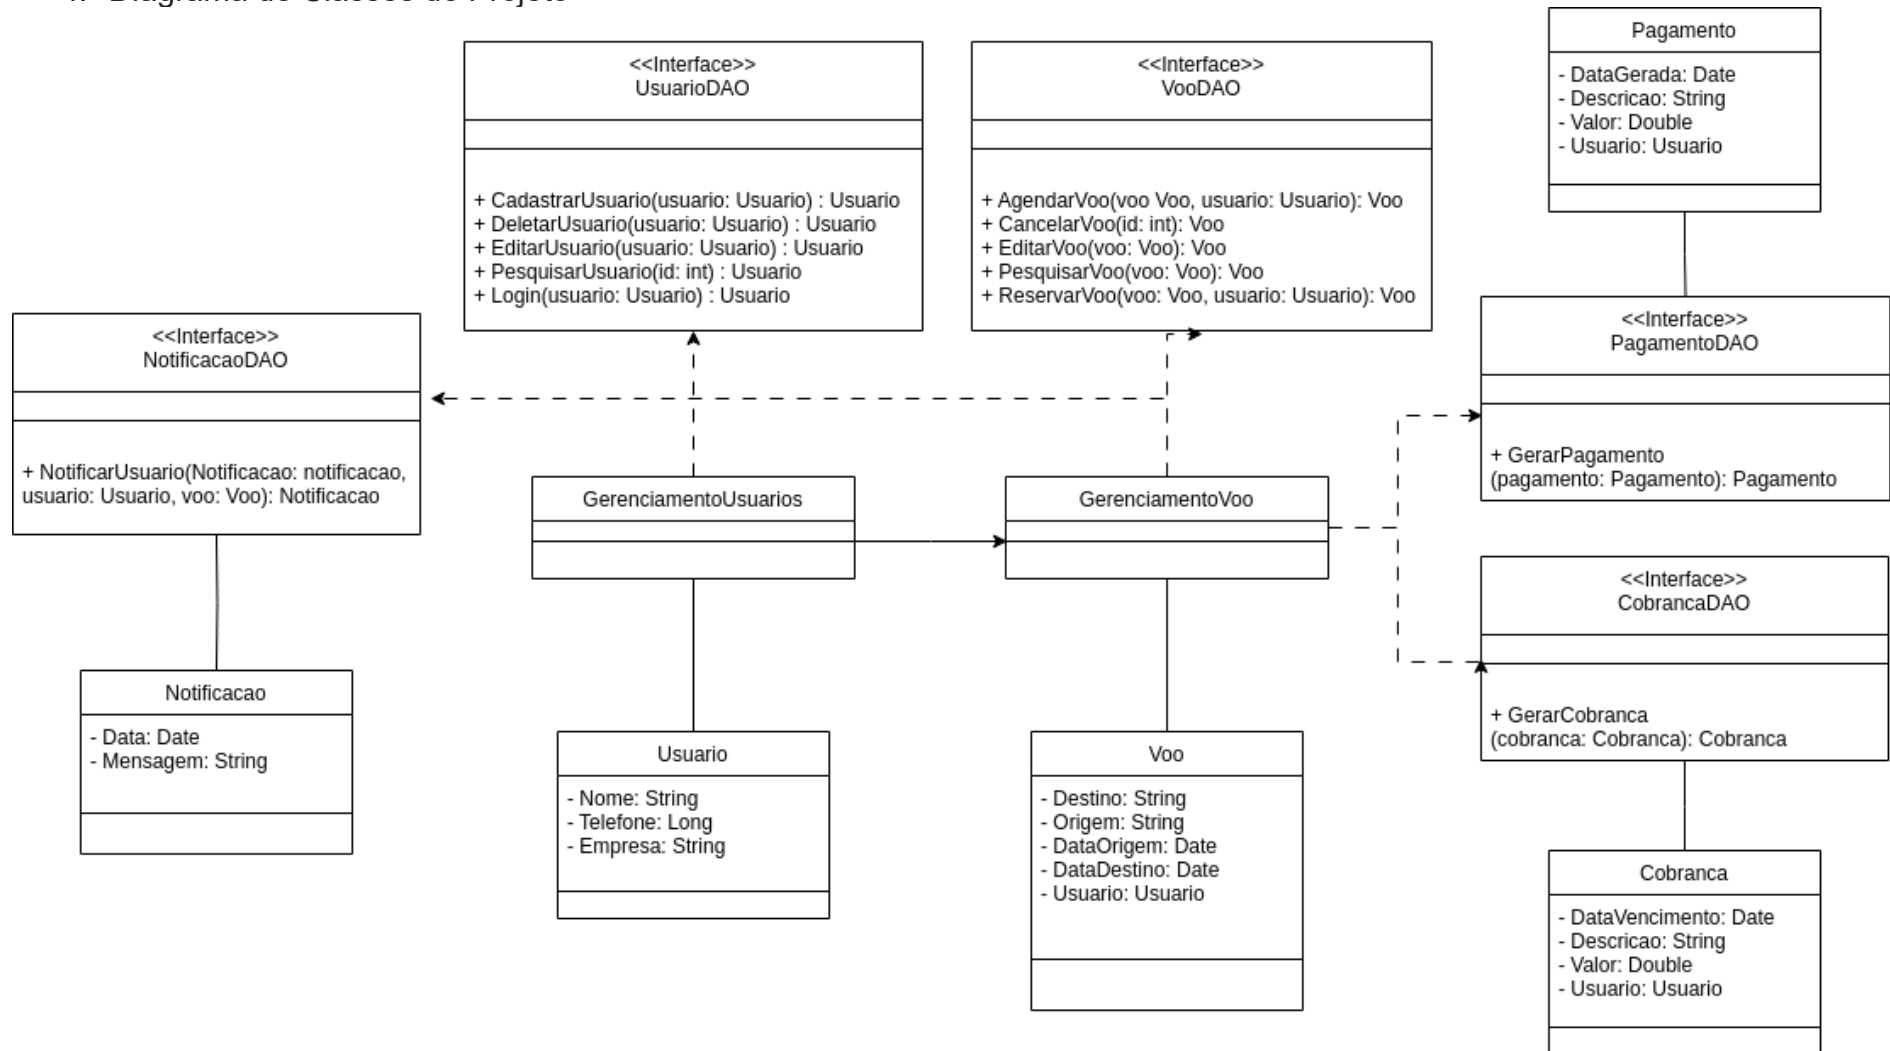 Diagrama de Classes de Projeto
<<Interface>>
UsuarioDAO
+ CadastrarUsuario(usuario: Usuario) : Usuario
+ DeletarUsuario(usuario: Usuario) : Usuario
+ EditarUsuario(usuario: Usuario) : Usuario
+ PesquisarUsuario(id: int) : Usuario
+ Login(usuario: Usuario) : Usuario
<<Interface>>
VooDAO
+ AgendarVoo(voo Voo, usuario: Usuario): Voo
+ CancelarVoo(id: int): Voo
+ EditarVoo(voo: Voo): Voo
+ PesquisarVoo(voo: Voo): Voo
+ ReservarVoo(voo: Voo, usuario: Usuario): Voo
Pagamento
- DataGerada: Date
- Descricao: String
- Valor: Double
- Usuario: Usuario
<<Interface>>
NotificacaoDAO
+ NotificarUsuario(Notificacao: notificacao,
usuario: Usuario, voo: Voo): Notificacao
<<Interface>>
PagamentoDAO
+ GerarPagamento
(pagamento: Pagamento): Pagamento
GerenciamentoUsuarios
GerenciamentoVoo
<<Interface>>
CobrancaDAO
+ GerarCobranca
(cobranca: Cobranca): Cobranca
Notificacao
- Data: Date
- Mensagem: String
Usuario
- Nome: String
- Telefone: Long
- Empresa: String
Voo
- Destino: String
- Origem: String
- DataOrigem: Date
- DataDestino: Date
- Usuario: Usuario
Cobranca
- DataVencimento: Date
- Descricao: String
- Valor: Double
- Usuario: Usuario